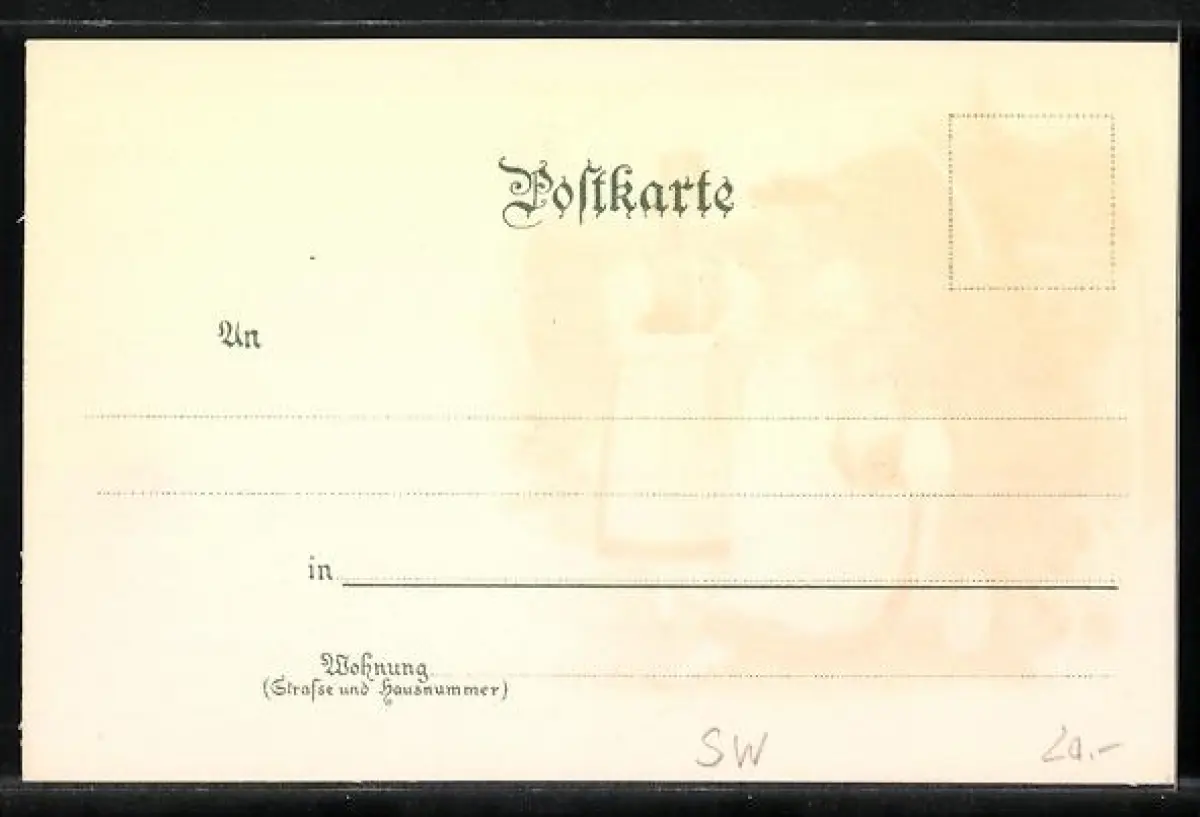 Postkarte
An
in
Wohnung
(Strasse und Hausnummer)
SW 20.-